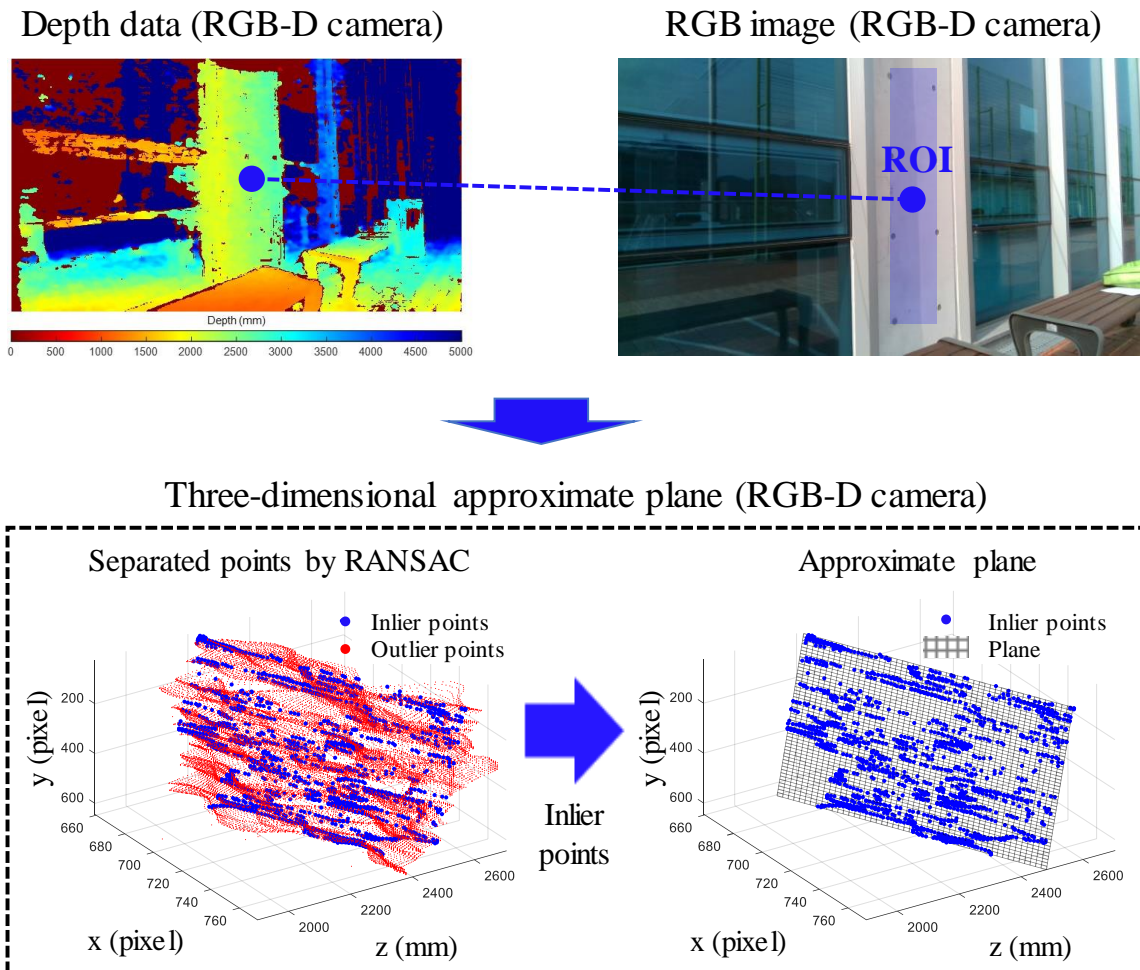 Depth data (RGB-D camera)
RGB image (RGB-D camera)
ROI
Depth (mm)
0 500 1000 1500 2000 2500 3000 3500 4000 4500 5000
Three-dimensional approximate plane (RGB-D camera)
Separated points by RANSAC
Inlier points
Outlier points
y (pixel)
200
400
600
660
680
700
720
740
760
x (pixel)
2000
2200
2400
2600
z (mm)
Inlier
points
Approximate plane
Inlier points
Plane
y (pixel)
200
400
600
660
680
700
720
740
760
x (pixel)
2000
2200
2400
2600
z (mm)